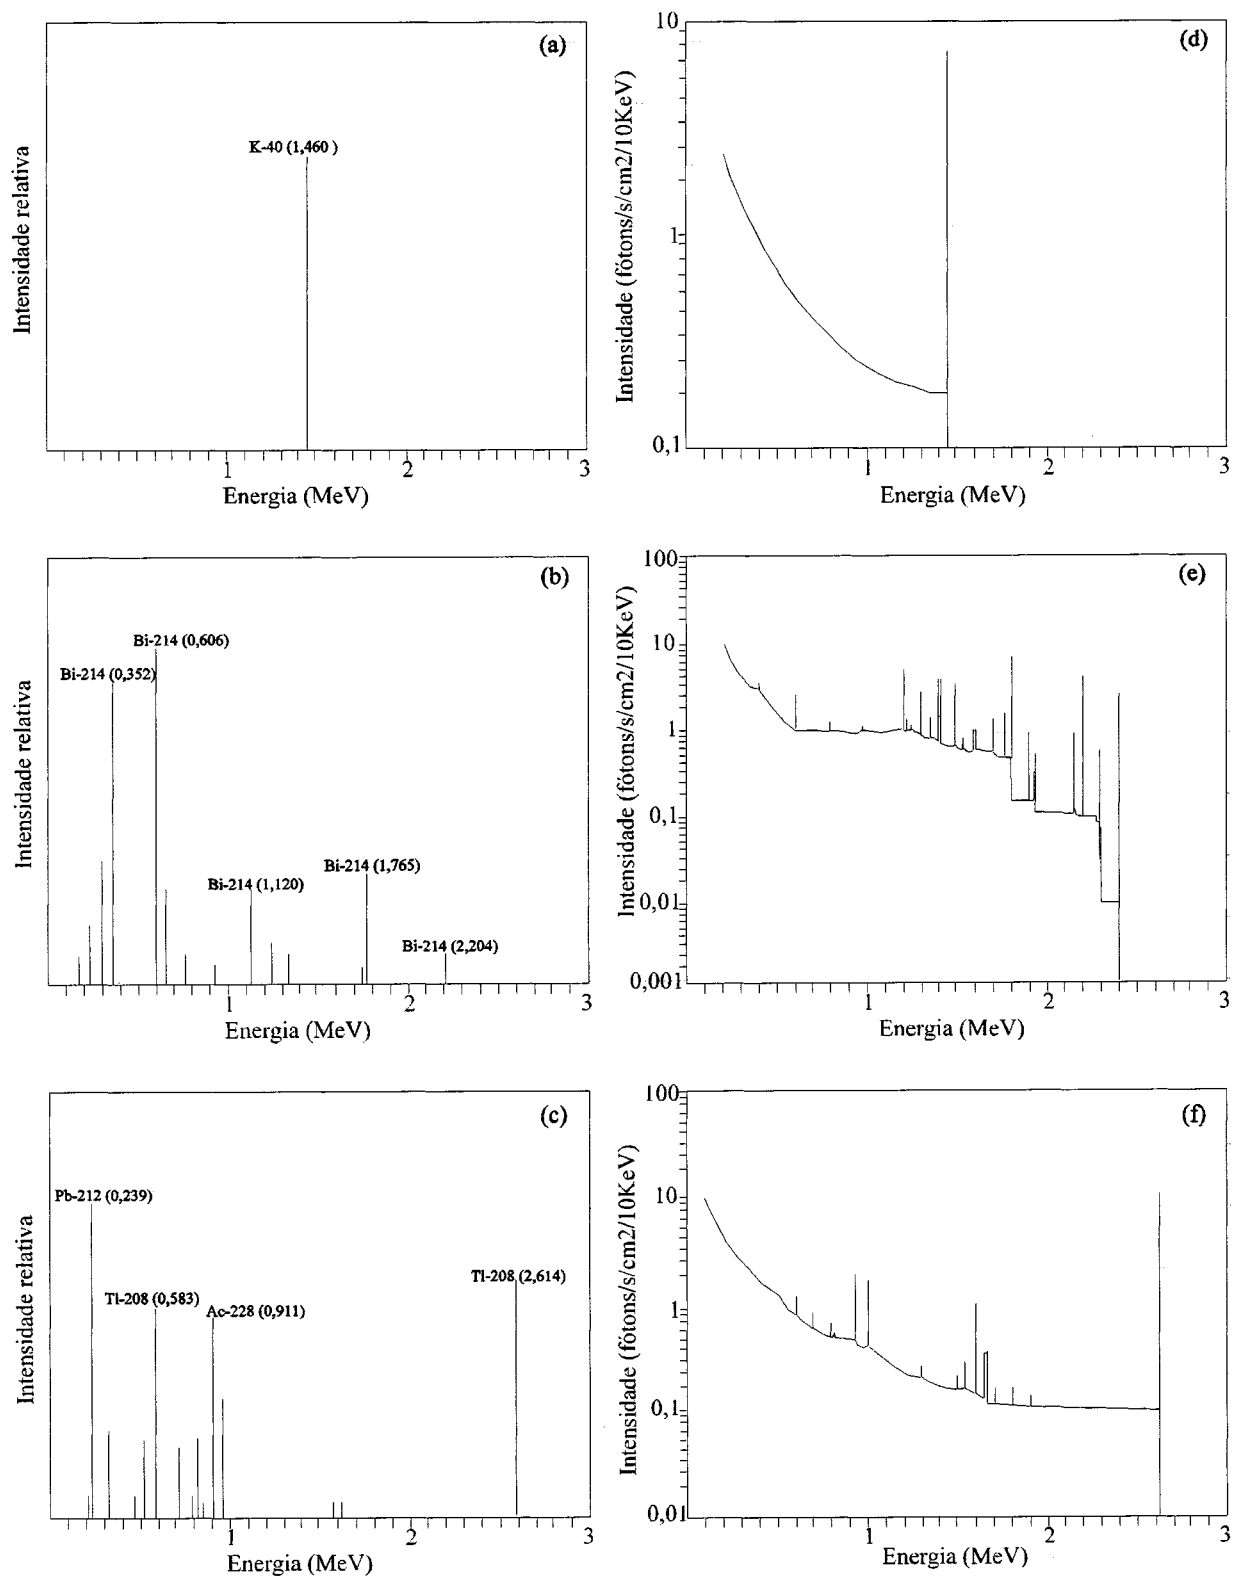 (a)
Intensidade relativa
K-40 (1,460 )
1
2
3
Energia (MeV)
(d)
Intensidade (fótons/s/cm2/10KeV)
10
1
0,1
1
2
3
Energia (MeV)
(b)
Intensidade relativa
Bi-214 (0,606)
Bi-214 (0,352)
Bi-214 (1,120)
Bi-214 (1,765)
Bi-214 (2,204)
1
2
3
Energia (MeV)
(e)
Intensidade (fótons/s/cm2/10KeV)
100
10
1
0,1
0,01
0,001
1
2
3
Energia (MeV)
(c)
Intensidade relativa
Pb-212 (0,239)
Tl-208 (0,583)
Ac-228 (0,911)
Tl-208 (2,614)
1
2
3
Energia (MeV)
(f)
Intensidade (fótons/s/cm2/10KeV)
100
10
1
0,1
0,01
1
2
3
Energia (MeV)